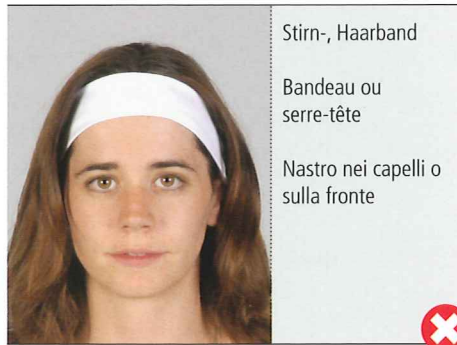 Stirn-, Haarband
Bandeau ou
serre-tête
Nastro nei capelli o
sulla fronte